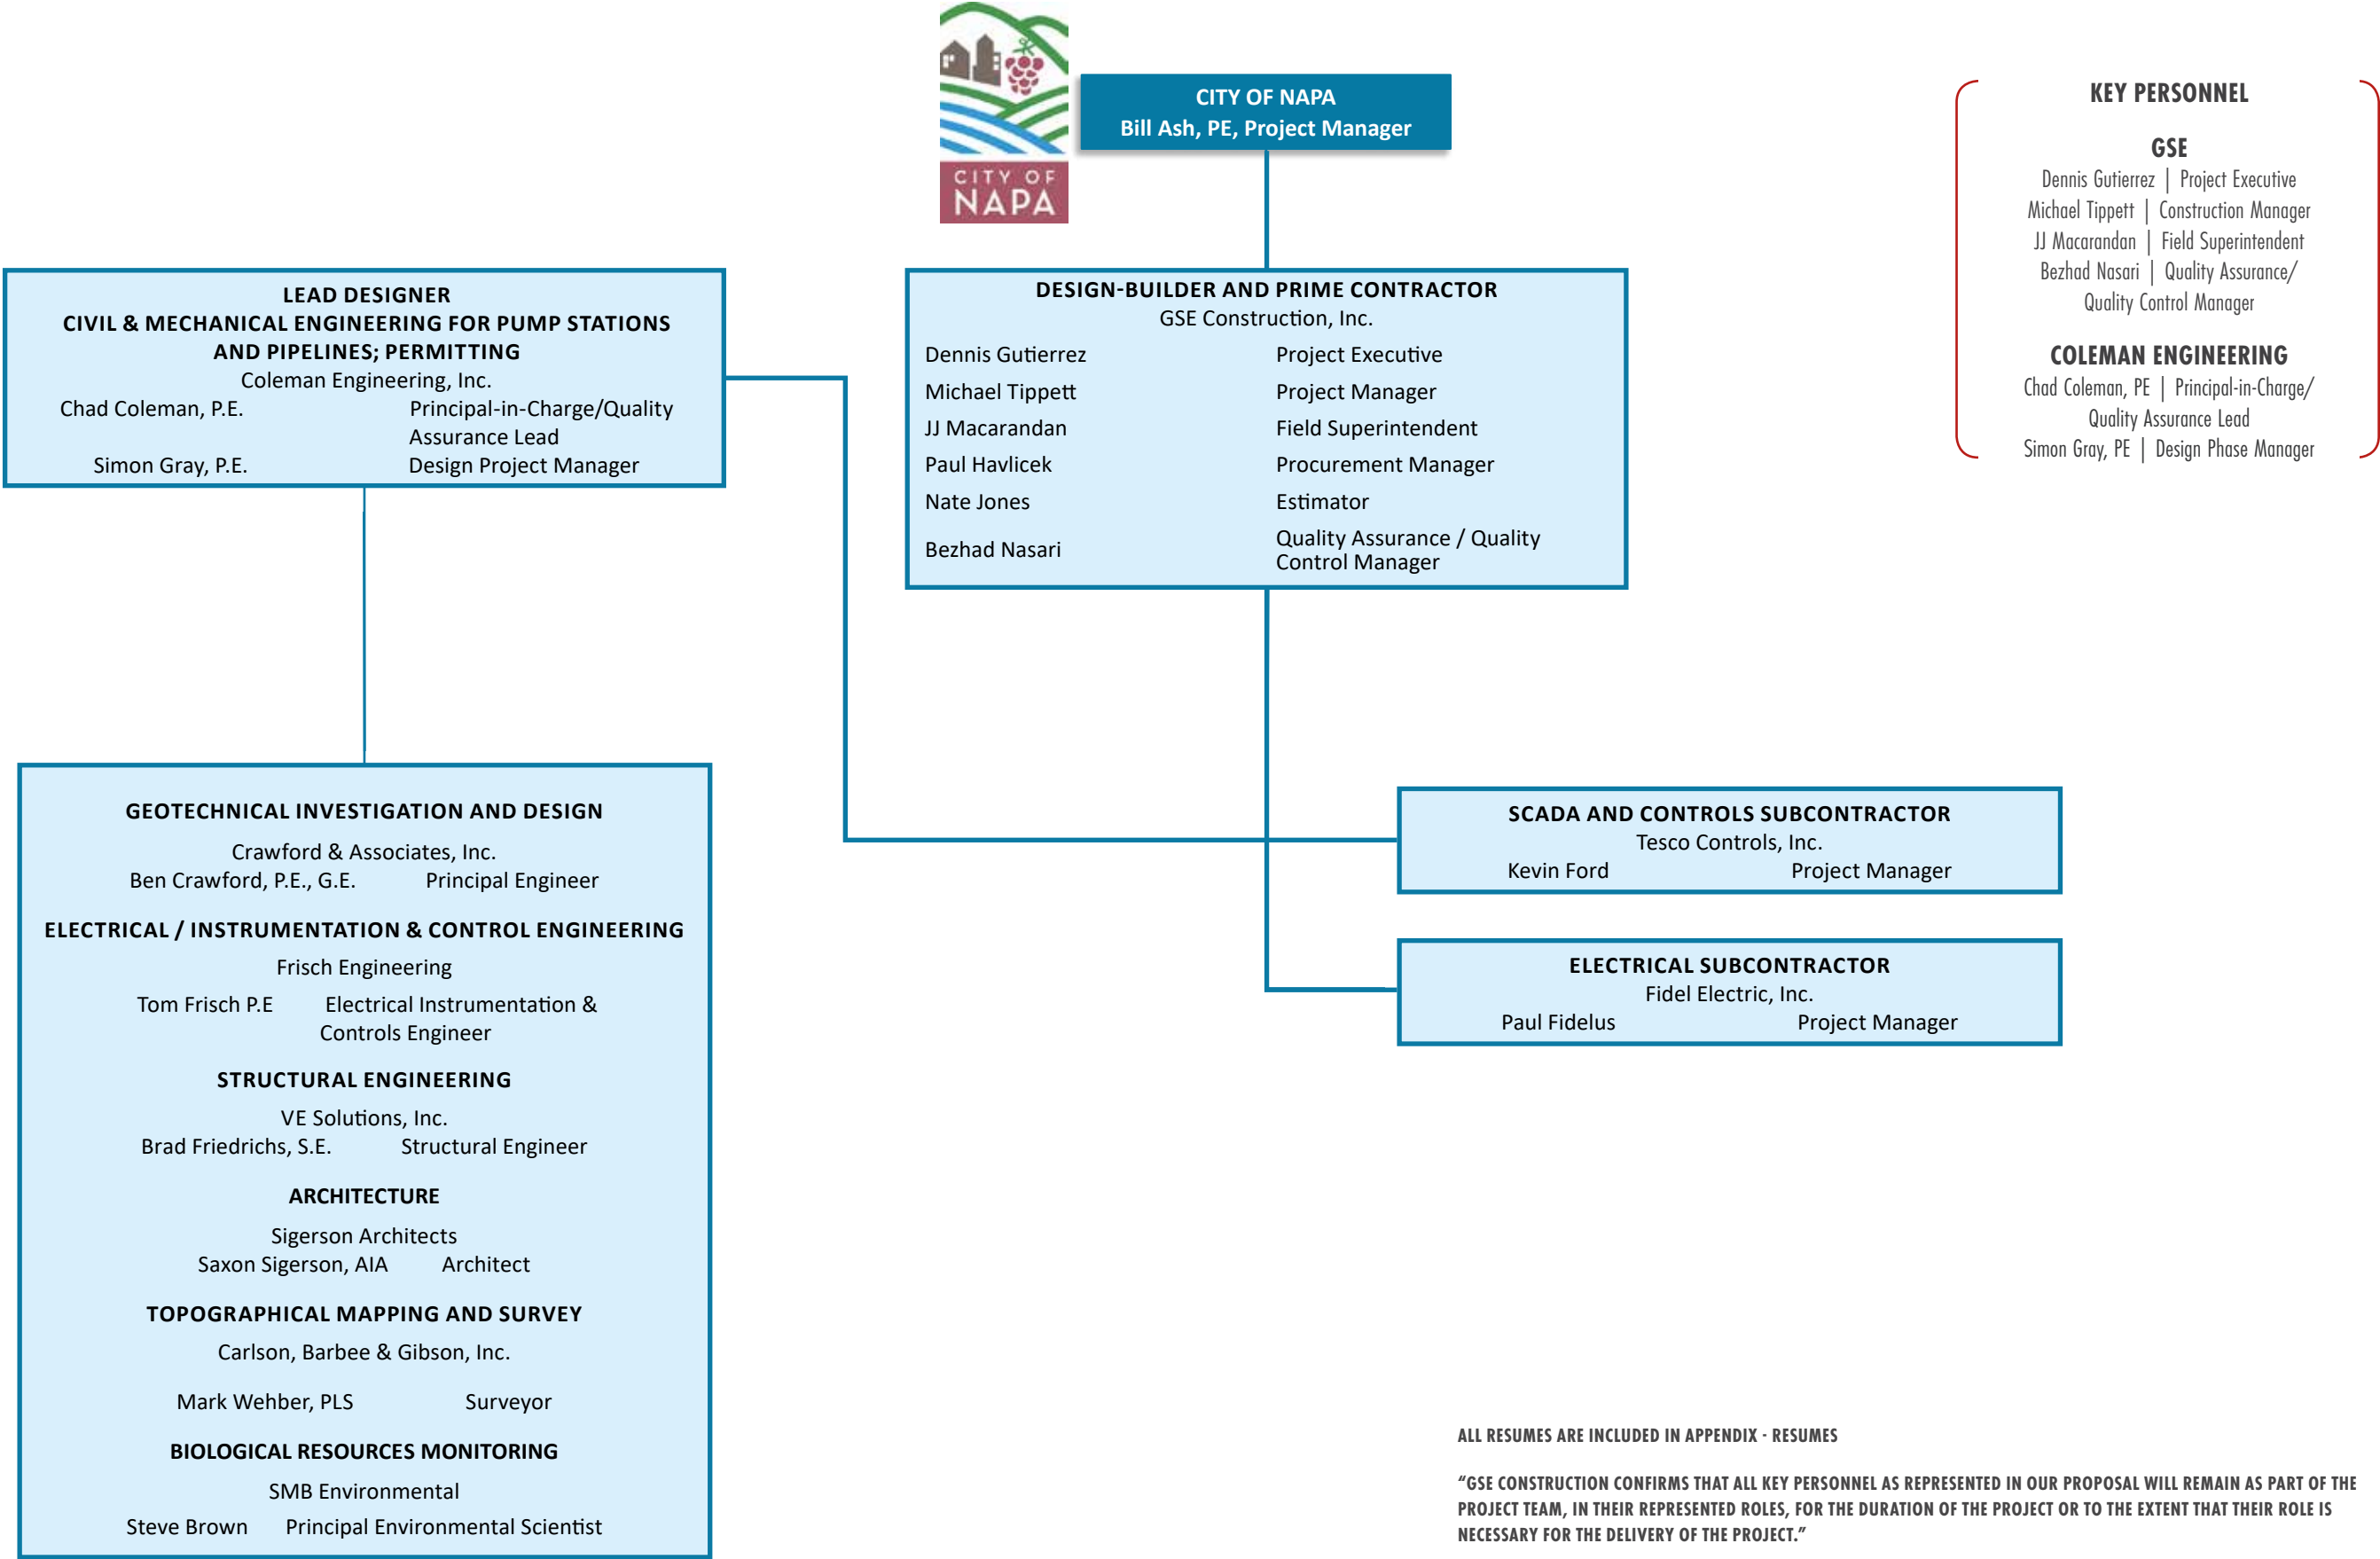 CITY OF
NAPA
CITY OF NAPA
Bill Ash, PE, Project Manager
KEY PERSONNEL
GSE
Dennis Gutierrez | Project Executive
Michael Tippett | Construction Manager
JJ Macarandan | Field Superintendent
Bezhad Nasari | Quality Assurance/
Quality Control Manager
COLEMAN ENGINEERING
Chad Coleman, PE | Principal-in-Charge/
Quality Assurance Lead
Simon Gray, PE | Design Phase Manager
LEAD DESIGNER
CIVIL & MECHANICAL ENGINEERING FOR PUMP STATIONS
AND PIPELINES; PERMITTING
Coleman Engineering, Inc.
Chad Coleman, P.E. Principal-in-Charge/Quality
Assurance Lead
Simon Gray, P.E. Design Project Manager
DESIGN-BUILDER AND PRIME CONTRACTOR
GSE Construction, Inc.
Dennis Gutierrez Project Executive
Michael Tippett Project Manager
JJ Macarandan Field Superintendent
Paul Havlicek Procurement Manager
Nate Jones Estimator
Bezhad Nasari Quality Assurance / Quality
Control Manager
GEOTECHNICAL INVESTIGATION AND DESIGN
Crawford & Associates, Inc.
Ben Crawford, P.E., G.E. Principal Engineer
ELECTRICAL / INSTRUMENTATION & CONTROL ENGINEERING
Frisch Engineering
Tom Frisch P.E Electrical Instrumentation &
Controls Engineer
STRUCTURAL ENGINEERING
VE Solutions, Inc.
Brad Friedrichs, S.E. Structural Engineer
ARCHITECTURE
Sigerson Architects
Saxon Sigerson, AIA Architect
TOPOGRAPHICAL MAPPING AND SURVEY
Carlson, Barbee & Gibson, Inc.
Mark Wehber, PLS Surveyor
BIOLOGICAL RESOURCES MONITORING
SMB Environmental
Steve Brown Principal Environmental Scientist
SCADA AND CONTROLS SUBCONTRACTOR
Tesco Controls, Inc.
Kevin Ford Project Manager
ELECTRICAL SUBCONTRACTOR
Fidel Electric, Inc.
Paul Fidelus Project Manager
ALL RESUMES ARE INCLUDED IN APPENDIX - RESUMES
“GSE CONSTRUCTION CONFIRMS THAT ALL KEY PERSONNEL AS REPRESENTED IN OUR PROPOSAL WILL REMAIN AS PART OF THE
PROJECT TEAM, IN THEIR REPRESENTED ROLES, FOR THE DURATION OF THE PROJECT OR TO THE EXTENT THAT THEIR ROLE IS
NECESSARY FOR THE DELIVERY OF THE PROJECT.”